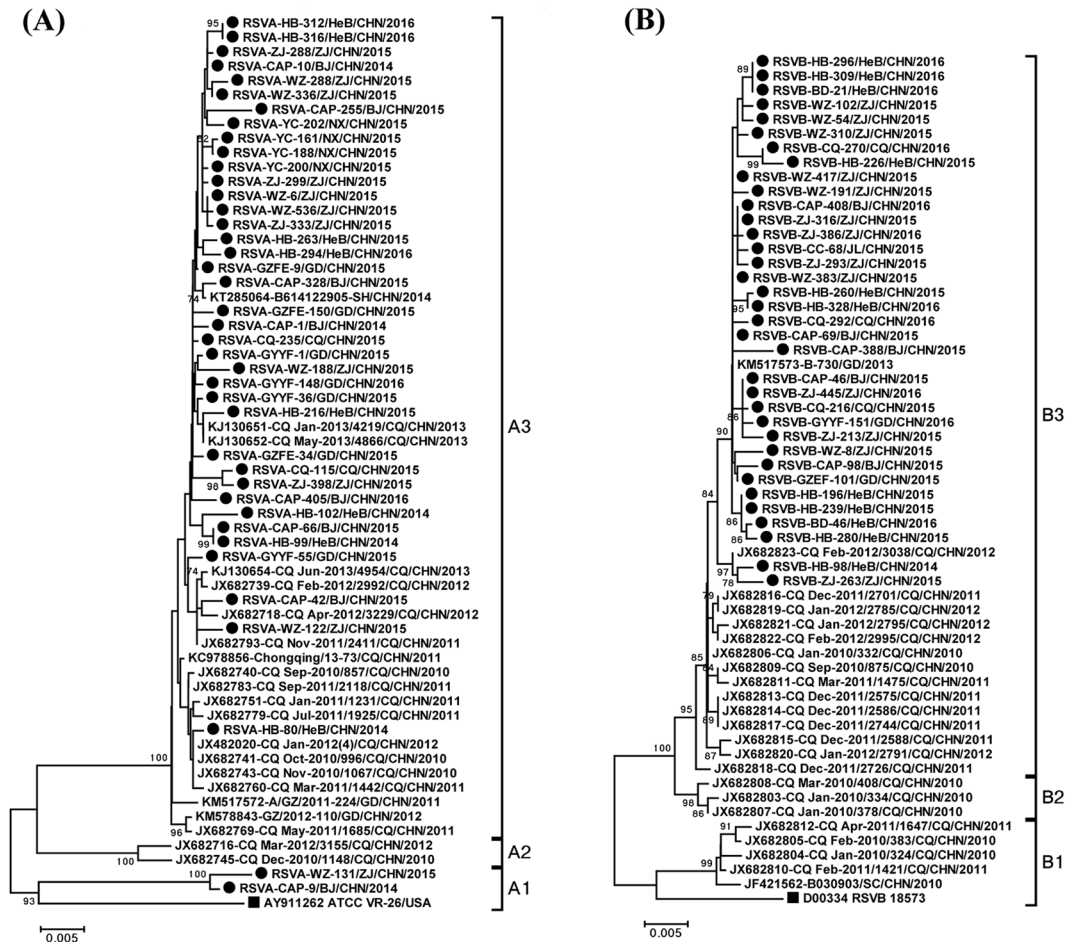 (A)
95 RSVA-HB-312/HeB/CHN/2016
RSVA-HB-316/HeB/CHN/2016
RSVA-ZJ-288/ZJ/CHN/2015
RSVA-CAP-10/BJ/CHN/2014
RSVA-WZ-288/ZJ/CHN/2015
RSVA-WZ-336/ZJ/CHN/2015
RSVA-CAP-255/BJ/CHN/2015
RSVA-YC-202/NX/CHN/2015
RSVA-YC-161/NX/CHN/2015
RSVA-YC-188/NX/CHN/2015
RSVA-YC-200/NX/CHN/2015
RSVA-ZJ-299/ZJ/CHN/2015
RSVA-WZ-6/ZJ/CHN/2015
RSVA-WZ-536/ZJ/CHN/2015
RSVA-ZJ-333/ZJ/CHN/2015
RSVA-HB-263/HeB/CHN/2015
RSVA-HB-294/HeB/CHN/2016
RSVA-GZFE-9/GD/CHN/2015
RSVA-CAP-328/BJ/CHN/2015
74 KT285064-B614122905-SH/CHN/2014
RSVA-GZFE-150/GD/CHN/2015
RSVA-CAP-1/BJ/CHN/2014
RSVA-CQ-235/CQ/CHN/2015
RSVA-GYYF-1/GD/CHN/2015
RSVA-WZ-188/ZJ/CHN/2015
RSVA-GYYF-148/GD/CHN/2016
RSVA-GYYF-36/GD/CHN/2015
RSVA-HB-216/HeB/CHN/2015
KJ130651-CQ Jan-2013/4219/CQ/CHN/2013
A3
KJ130652-CQ May-2013/4866/CQ/CHN/2013
RSVA-GZFE-34/GD/CHN/2015
RSVA-CQ-115/CQ/CHN/2015
98 RSVA-ZJ-398/ZJ/CHN/2015
RSVA-CAP-405/BJ/CHN/2016
RSVA-HB-102/HeB/CHN/2014
RSVA-CAP-66/BJ/CHN/2015
99 RSVA-HB-99/HeB/CHN/2014
RSVA-GYYF-55/GD/CHN/2015
74 KJ130654-CQ Jun-2013/4954/CQ/CHN/2013
JX682739-CQ Feb-2012/2992/CQ/CHN/2012
RSVA-CAP-42/BJ/CHN/2015
JX682718-CQ Apr-2012/3229/CQ/CHN/2012
RSVA-WZ-122/ZJ/CHN/2015
JX682793-CQ Nov-2011/2411/CQ/CHN/2011
KC978856-Chongqing/13-73/CQ/CHN/2011
JX682740-CQ Sep-2010/857/CQ/CHN/2010
JX682783-CQ Sep-2011/2118/CQ/CHN/2011
JX682751-CQ Jan-2011/1231/CQ/CHN/2011
JX682779-CQ Jul-2011/1925/CQ/CHN/2011
RSVA-HB-80/HeB/CHN/2014
JX482020-CQ Jan-2012(4)/CQ/CHN/2012
JX682741-CQ Oct-2010/996/CQ/CHN/2010
100 JX682743-CQ Nov-2010/1067/CQ/CHN/2010
JX682760-CQ Mar-2011/1442/CQ/CHN/2011
KM517572-A/GZ/2011-224/GD/CHN/2011
KM578843-GZ/2012-110/GD/CHN/2012
96 JX682769-CQ May-2011/1685/CQ/CHN/2011
JX682716-CQ Mar-2012/3155/CQ/CHN/2012
A2
100 JX682745-CQ Dec-2010/1148/CQ/CHN/2010
100 RSVA-WZ-131/ZJ/CHN/2015
A1
RSVA-CAP-9/BJ/CHN/2014
93 AY911262 ATCC VR-26/USA
0.005
(B)
89 RSVB-HB-296/HeB/CHN/2016
RSVB-HB-309/HeB/CHN/2016
RSVB-BD-21/HeB/CHN/2016
RSVB-WZ-102/ZJ/CHN/2015
RSVB-WZ-54/ZJ/CHN/2015
RSVB-WZ-310/ZJ/CHN/2015
RSVB-CQ-270/CQ/CHN/2016
99 RSVB-HB-226/HeB/CHN/2015
RSVB-WZ-417/ZJ/CHN/2015
RSVB-WZ-191/ZJ/CHN/2015
RSVB-CAP-408/BJ/CHN/2016
RSVB-ZJ-316/ZJ/CHN/2015
RSVB-ZJ-386/ZJ/CHN/2016
RSVB-CC-68/JL/CHN/2015
RSVB-ZJ-293/ZJ/CHN/2015
RSVB-WZ-383/ZJ/CHN/2015
RSVB-HB-260/HeB/CHN/2015
95 RSVB-HB-328/HeB/CHN/2016
RSVB-CQ-292/CQ/CHN/2016
RSVB-CAP-69/BJ/CHN/2015
RSVB-CAP-388/BJ/CHN/2015
KM517573-B-730/GD/2013
RSVB-CAP-46/BJ/CHN/2015
RSVB-ZJ-445/ZJ/CHN/2016
RSVB-CQ-216/CQ/CHN/2015
B3
86 RSVB-GYYF-151/GD/CHN/2016
90 RSVB-ZJ-213/ZJ/CHN/2015
RSVB-WZ-8/ZJ/CHN/2015
RSVB-CAP-98/BJ/CHN/2015
RSVB-GZEF-101/GD/CHN/2015
84 RSVB-HB-196/HeB/CHN/2015
RSVB-HB-239/HeB/CHN/2015
86 RSVB-BD-46/HeB/CHN/2016
86 RSVB-HB-280/HeB/CHN/2015
JX682823-CQ Feb-2012/3038/CQ/CHN/2012
97 RSVB-HB-98/HeB/CHN/2014
78 RSVB-ZJ-263/ZJ/CHN/2015
79 JX682816-CQ Dec-2011/2701/CQ/CHN/2011
JX682819-CQ Jan-2012/2785/CQ/CHN/2012
JX682821-CQ Jan-2012/2795/CQ/CHN/2012
JX682822-CQ Feb-2012/2995/CQ/CHN/2012
JX682806-CQ Jan-2010/332/CQ/CHN/2010
85
84 JX682809-CQ Sep-2010/875/CQ/CHN/2010
JX682811-CQ Mar-2011/1475/CQ/CHN/2011
JX682813-CQ Dec-2011/2575/CQ/CHN/2011
95 JX682814-CQ Dec-2011/2586/CQ/CHN/2011
89 JX682817-CQ Dec-2011/2744/CQ/CHN/2011
JX682815-CQ Dec-2011/2588/CQ/CHN/2011
100 87 JX682820-CQ Jan-2012/2791/CQ/CHN/2012
JX682818-CQ Dec-2011/2726/CQ/CHN/2011
JX682808-CQ Mar-2010/408/CQ/CHN/2010
98 JX682803-CQ Jan-2010/334/CQ/CHN/2010
B2
86 JX682807-CQ Jan-2010/378/CQ/CHN/2010
91 JX682812-CQ Apr-2011/1647/CQ/CHN/2011
JX682805-CQ Feb-2010/383/CQ/CHN/2010
JX682804-CQ Jan-2010/324/CQ/CHN/2010
B1
99 JX682810-CQ Feb-2011/1421/CQ/CHN/2011
JF421562-B030903/SC/CHN/2010
D00334 RSVB 18573
0.005